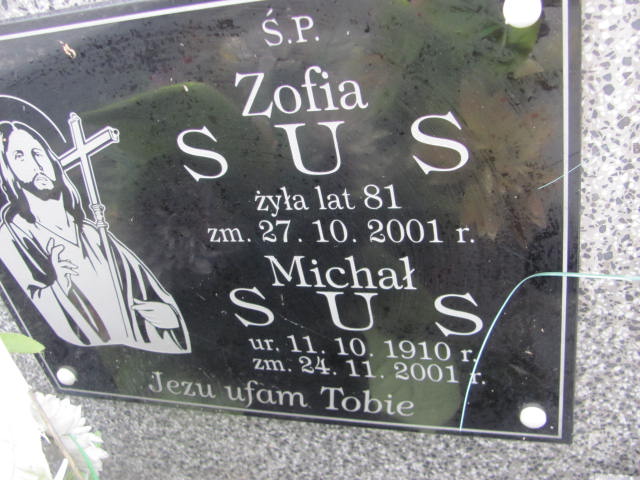 Ś.P.
Zofia
SUS
żyła lat 81
zm. 27. 10. 2001 r.
Michał
SUS
ur. 11. 10. 1910 r.
zm. 24. 11. 2001 r.
Jezu ufam Tobie